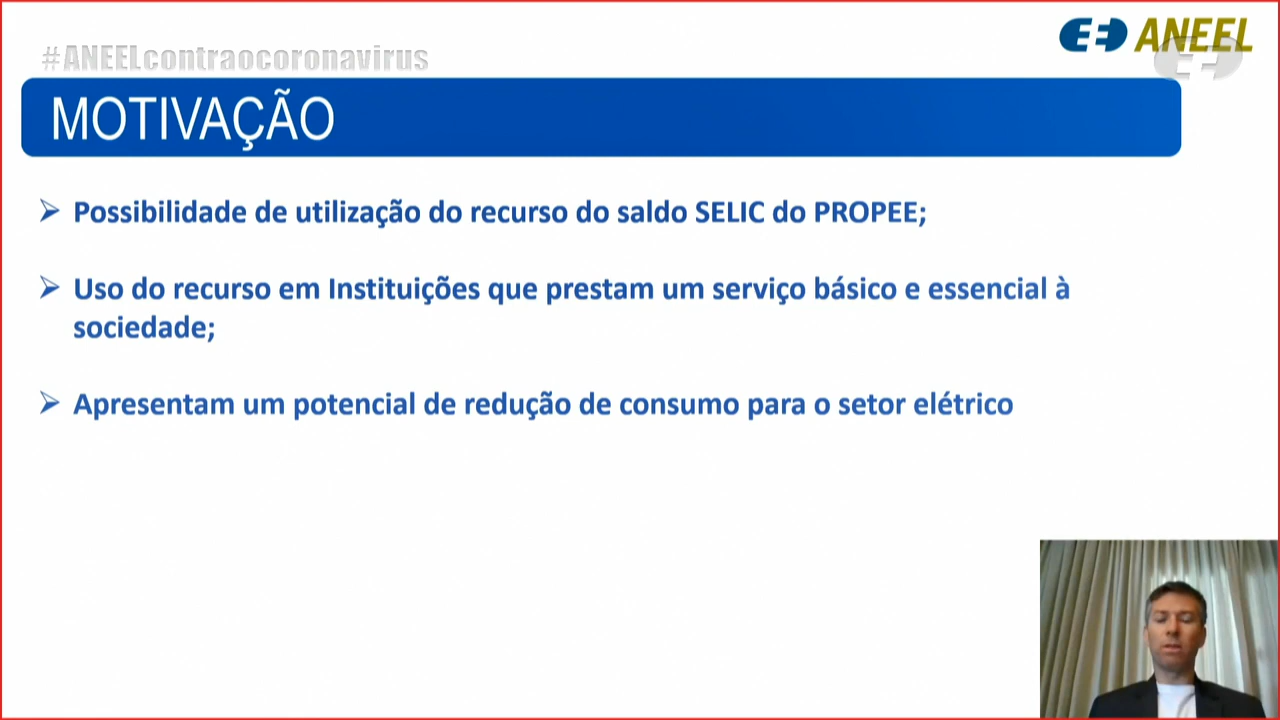 #ANEELcontraocoronavirus
ANEEL
MOTIVAÇÃO
Possibilidade de utilização do recurso do saldo SELIC do PROPEE;
Uso do recurso em Instituições que prestam um serviço básico e essencial à
sociedade;
Apresentam um potencial de redução de consumo para o setor elétrico